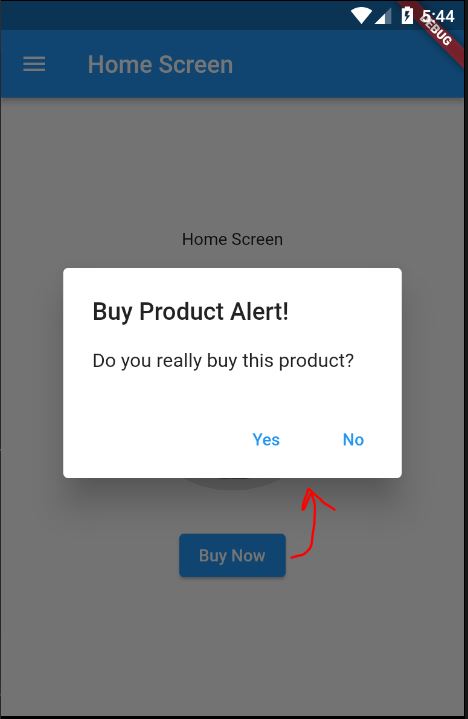 5:44
DEBUG
Home Screen
Home Screen
Buy Product Alert!
Do you really buy this product?
Yes No
Buy Now